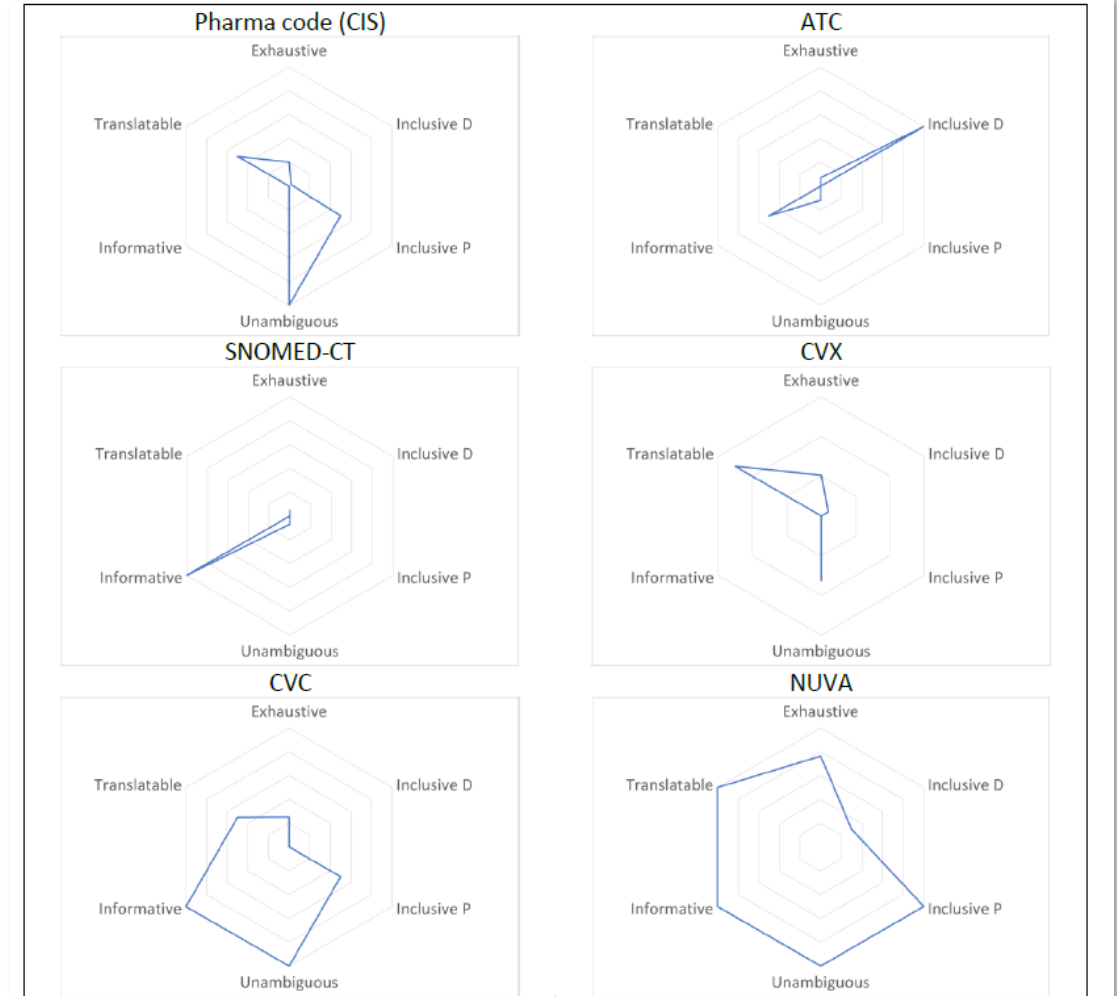 Pharma code (CIS)
Exhaustive
Translatable
Inclusive D
Informative
Inclusive P
Unambiguous
ATC
Exhaustive
Translatable
Inclusive D
Informative
Inclusive P
Unambiguous
SNOMED-CT
Exhaustive
Translatable
Inclusive D
Informative
Inclusive P
Unambiguous
CVX
Exhaustive
Translatable
Inclusive D
Informative
Inclusive P
Unambiguous
CVC
Exhaustive
Translatable
Inclusive D
Informative
Inclusive P
Unambiguous
NUVA
Exhaustive
Translatable
Inclusive D
Informative
Inclusive P
Unambiguous